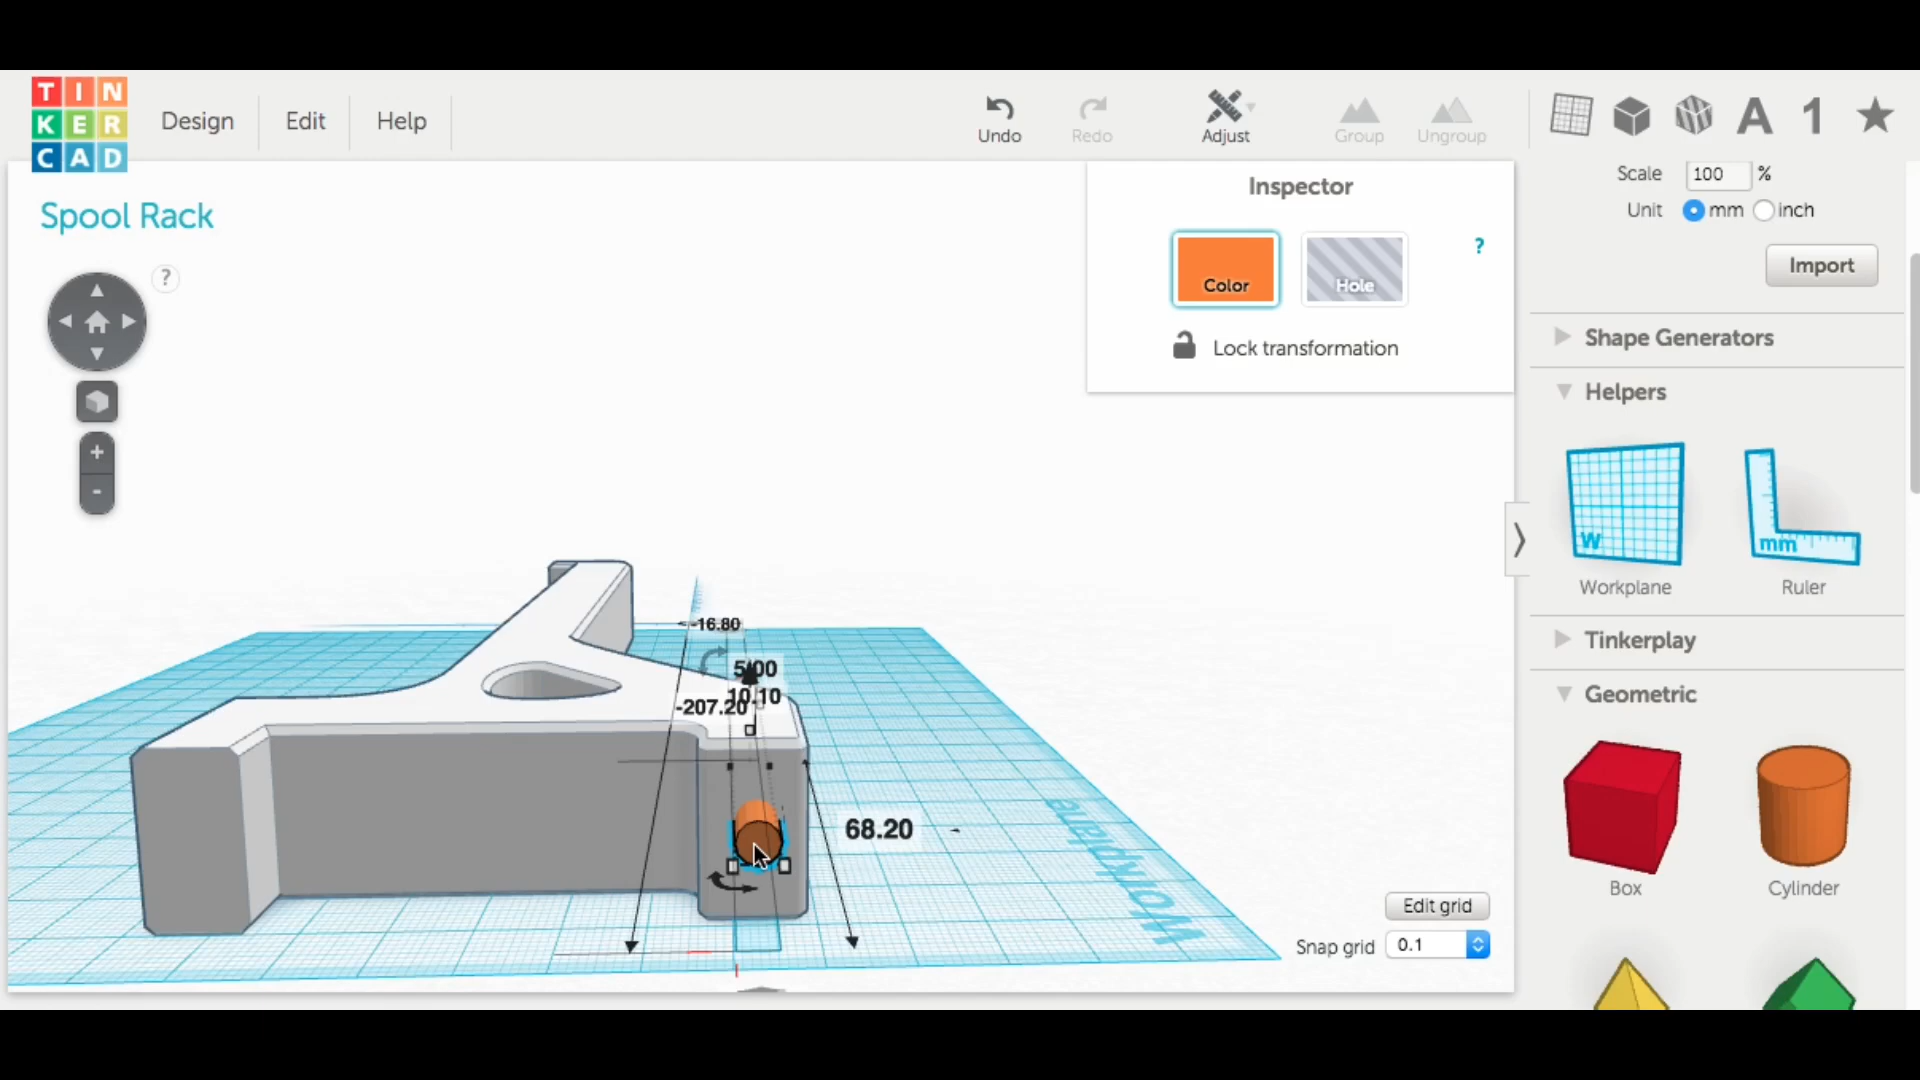 TIN
KER
CAD
Design
Edit
Help
Undo
Redo
Adjust
Group
Ungroup
A
1
Spool Rack
?
+
-
Inspector
Color
Hole
?
Lock transformation
Scale
100
%
Unit
mm
inch
Import
Shape Generators
Helpers
W
mm
Workplane
Ruler
Tinkerplay
Geometric
Box
Cylinder
-16.80
5.00
10.10
-207.20
68.20
Workplane
Edit grid
Snap grid
0.1